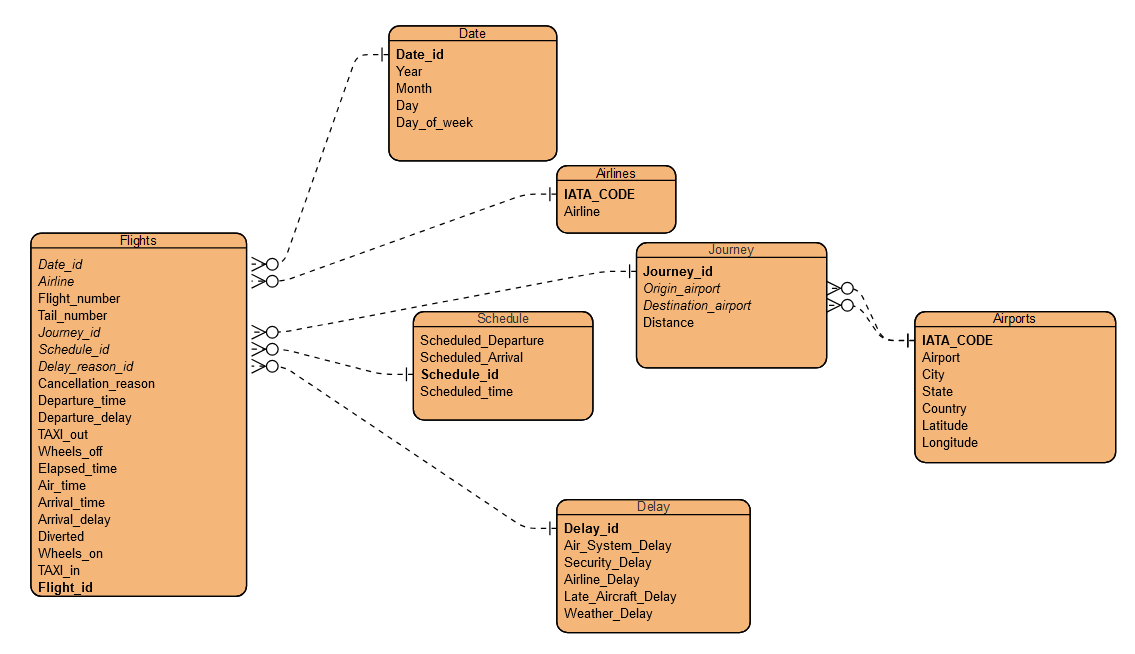 Date
Date_id
Year
Month
Day
Day_of_week
Airlines
IATA_CODE
Airline
Flights
Date_id
Airline
Flight_number
Tail_number
Journey_id
Schedule_id
Delay_reason_id
Cancellation_reason
Departure_time
Departure_delay
TAXI_out
Wheels_off
Elapsed_time
Air_time
Arrival_time
Arrival_delay
Diverted
Wheels_on
TAXI_in
Flight_id
Journey
Journey_id
Origin_airport
Destination_airport
Distance
Schedule
Scheduled_Departure
Scheduled_Arrival
Schedule_id
Scheduled_time
Airports
IATA_CODE
Airport
City
State
Country
Latitude
Longitude
Delay
Delay_id
Air_System_Delay
Security_Delay
Airline_Delay
Late_Aircraft_Delay
Weather_Delay